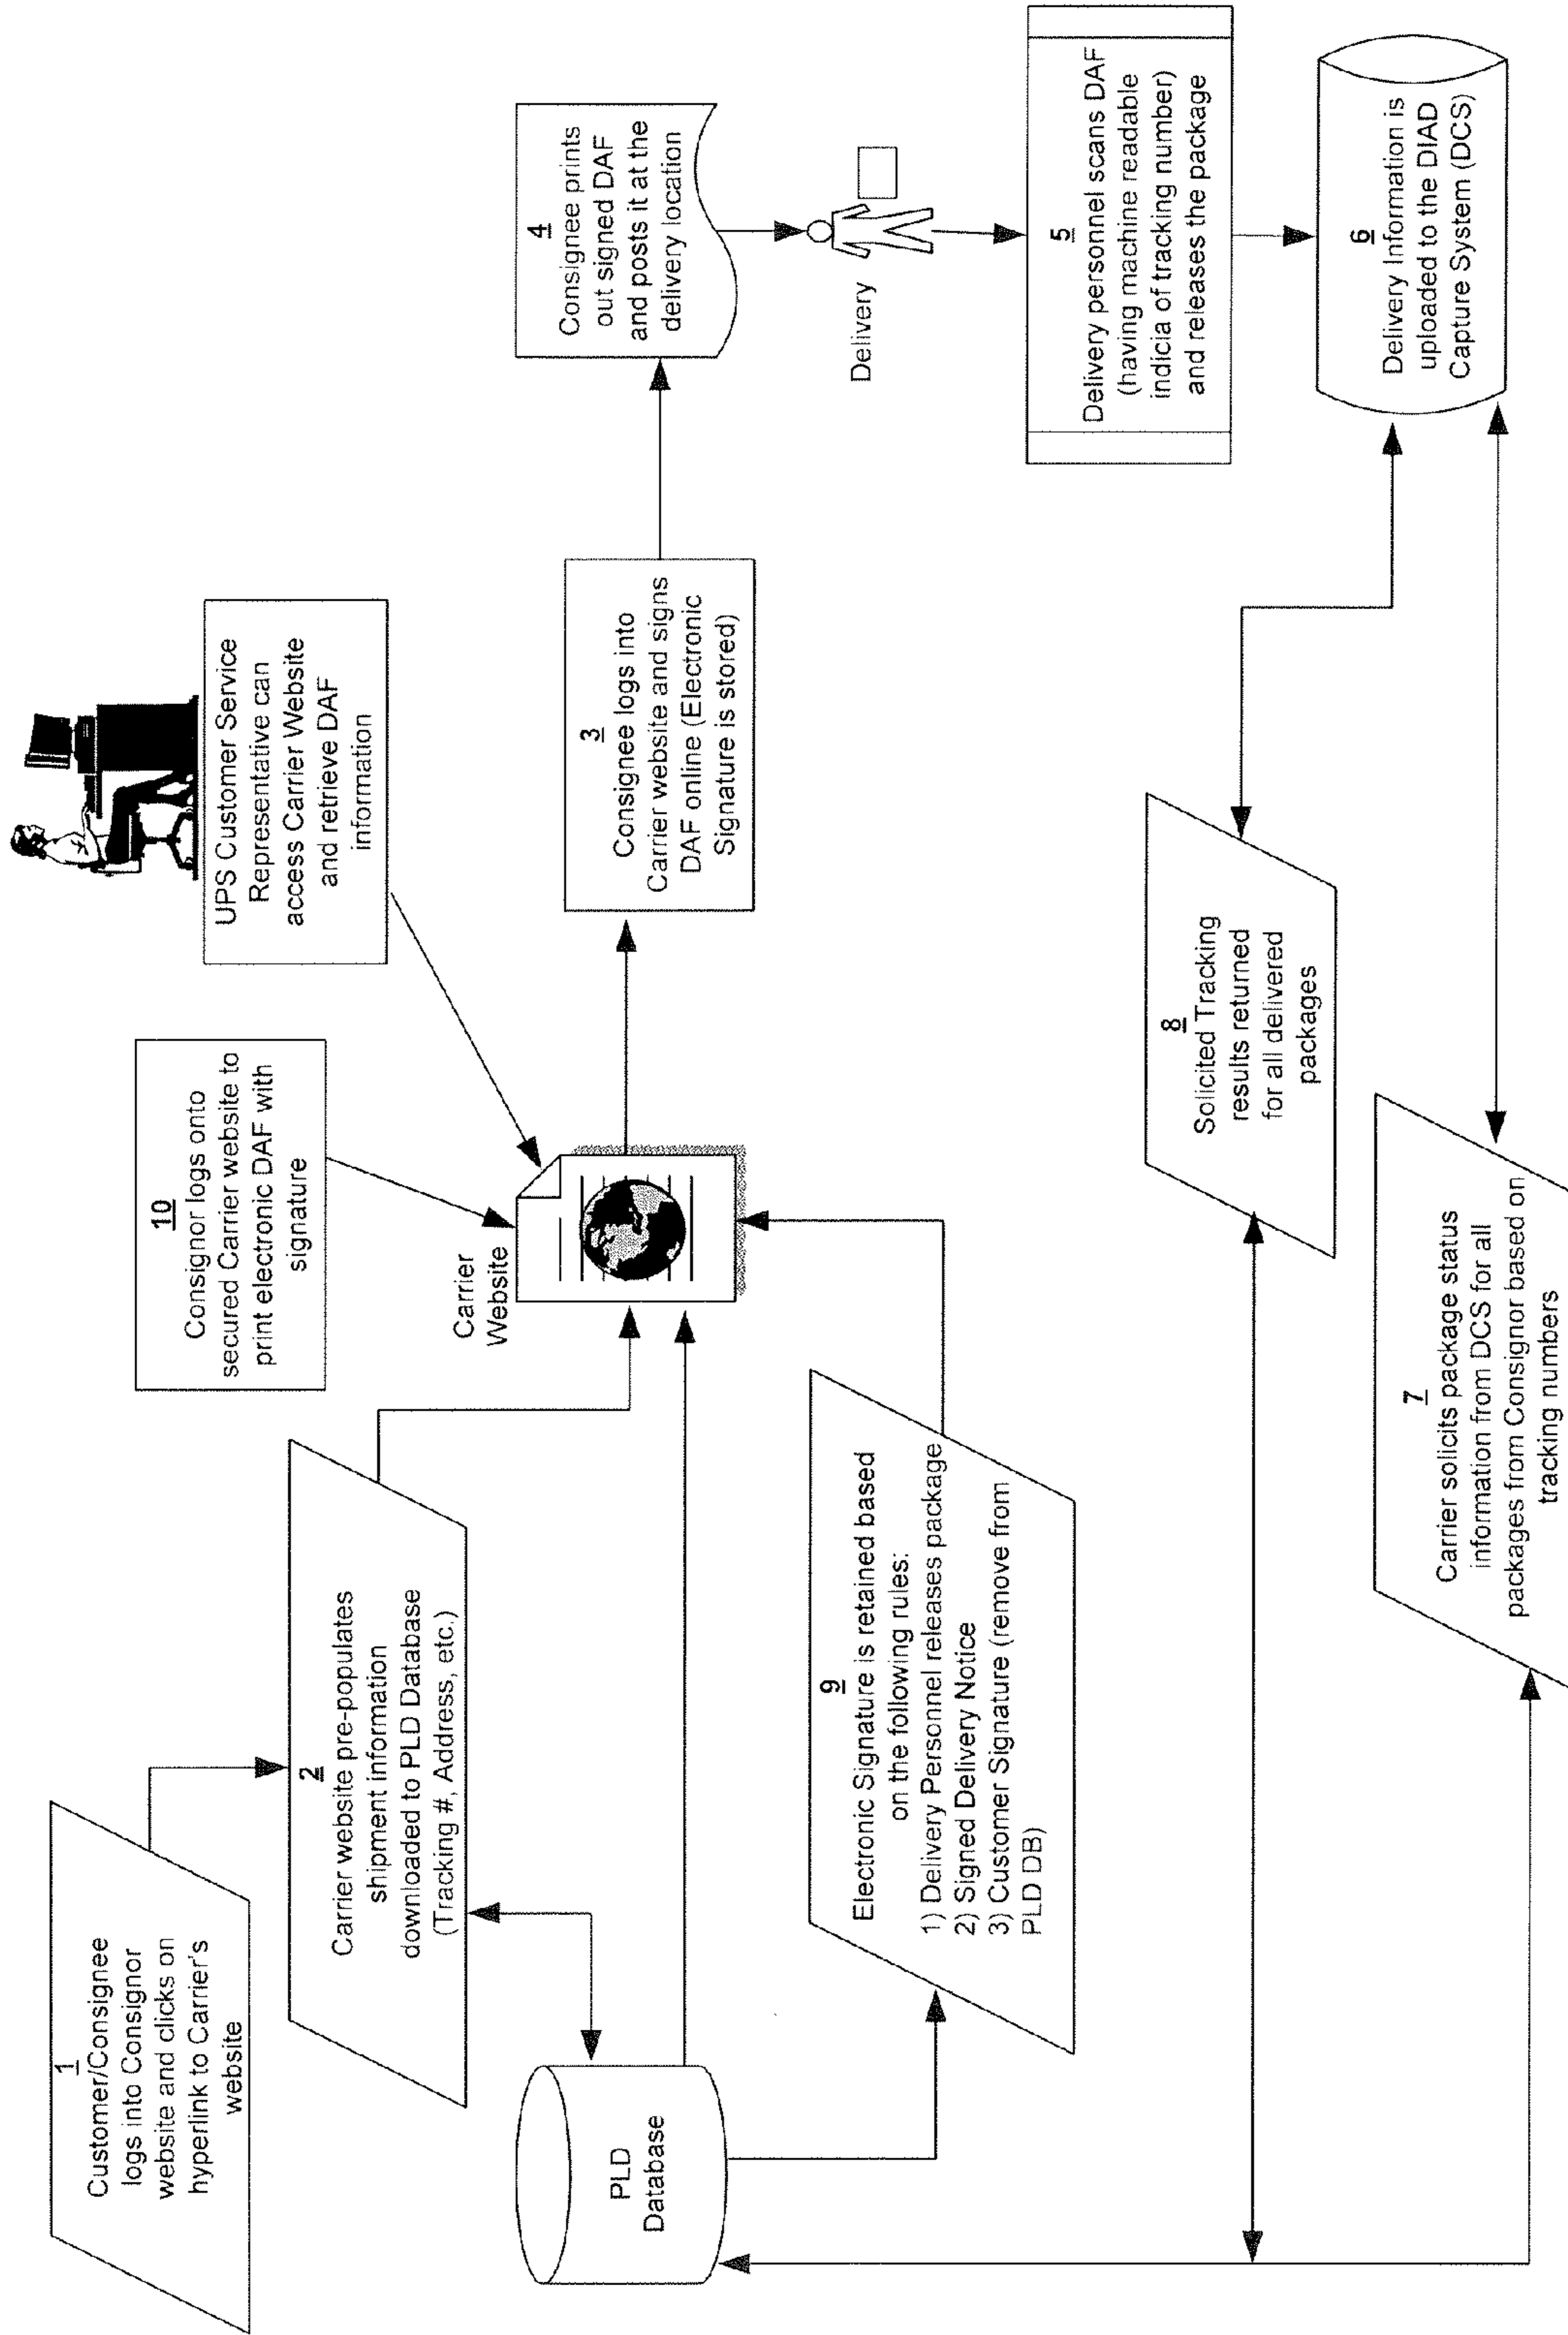 1
Customer/Consignee
logs into Consignor
website and clicks on
hyperlink to Carrier's
website
2
Carrier website pre-populates
shipment information
downloaded to PLD Database
(Tracking #, Address, etc.)
PLD
Database
10
Consignor logs onto
secured Carrier website to
print electronic DAF with
signature
UPS Customer Service
Representative can
access Carrier Website
and retrieve DAF
information
Carrier
Website
3
Consignee logs into
Carrier website and signs
DAF online (Electronic
Signature is stored)
4
Consignee prints
out signed DAF
and posts it at the
delivery location
Delivery
5
Delivery personnel scans DAF
(having machine readable
indicia of tracking number)
and releases the package
6
Delivery Information is
uploaded to the DIAD
Capture System (DCS)
9
Electronic Signature is retained based
on the following rules:
1) Delivery Personnel releases package
2) Signed Delivery Notice
3) Customer Signature (remove from
PLD DB)
8
Solicited Tracking
results returned
for all delivered
packages
7
Carrier solicits package status
information from DCS for all
packages from Consignor based on
tracking numbers